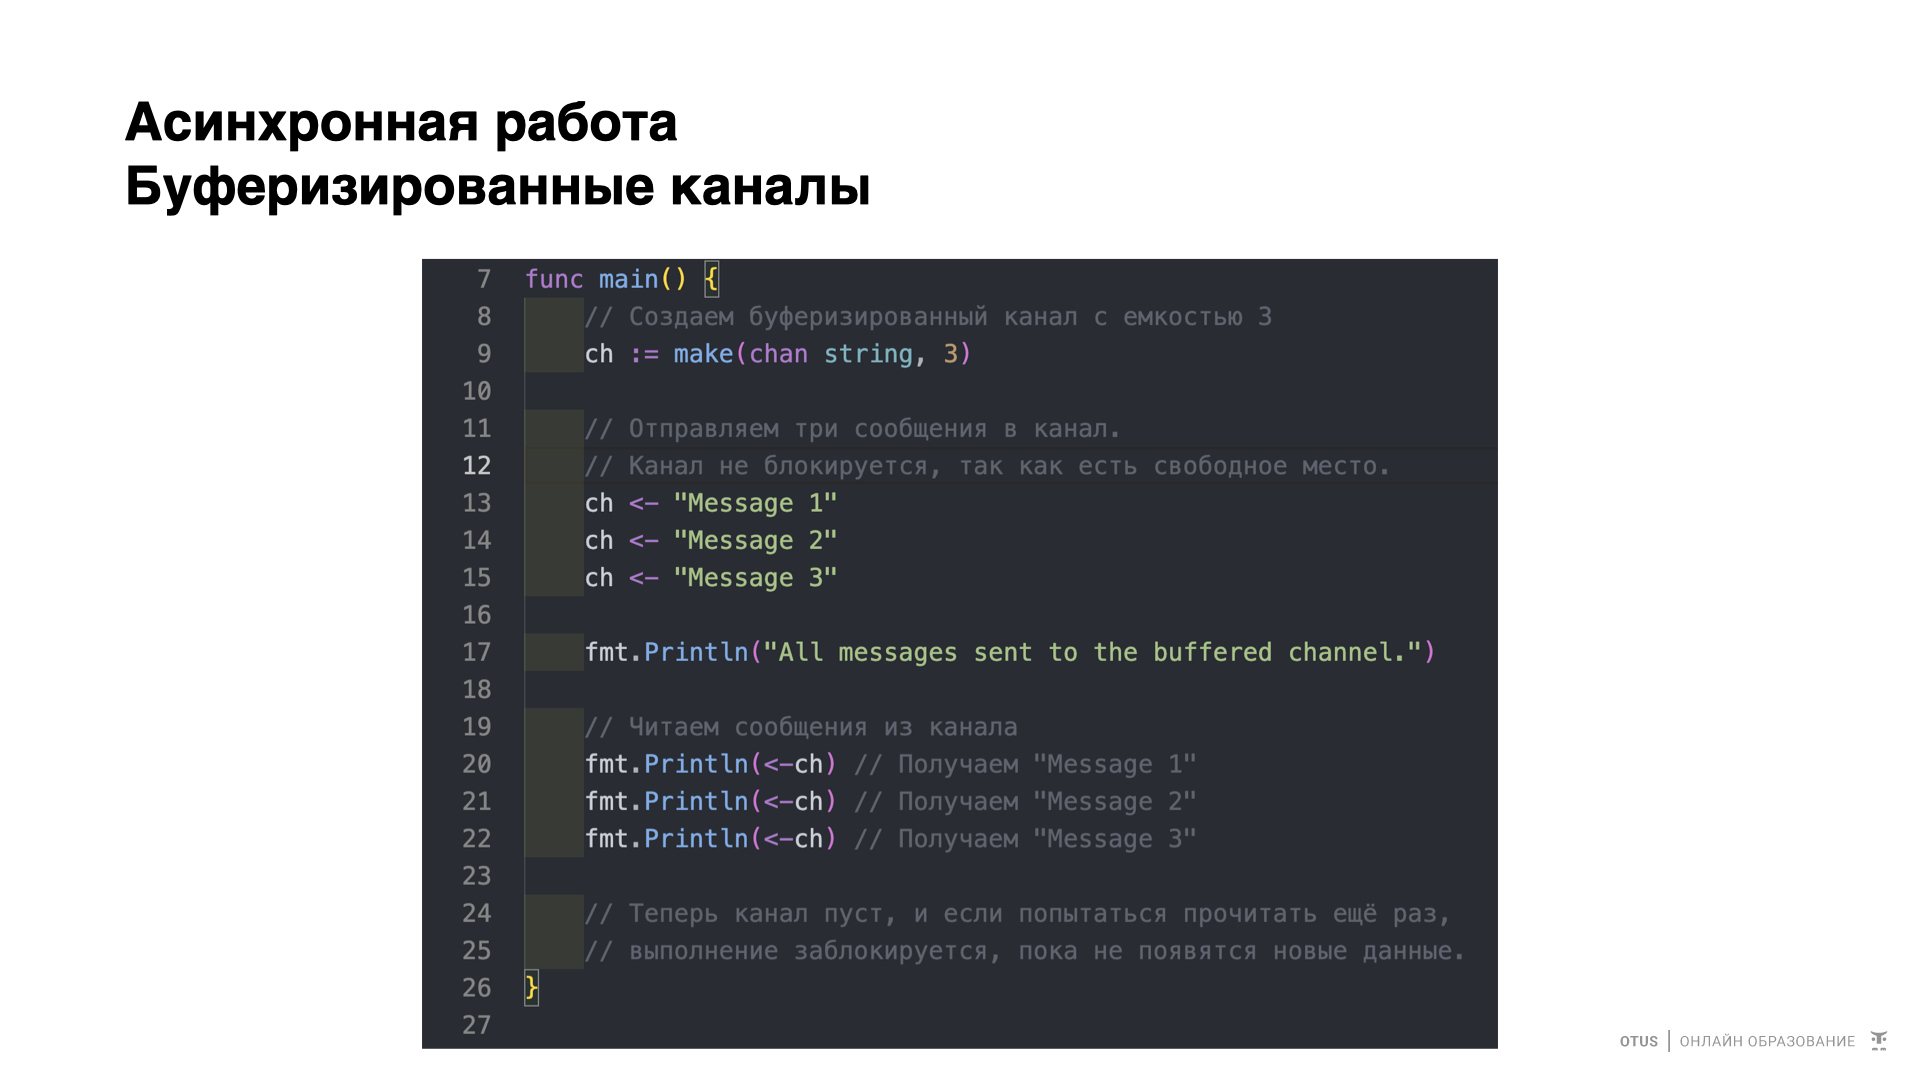 Асинхронная работа
Буферизированные каналы
7 func main() {
8 // Создаем буферизированный канал с емкостью 3
9 ch := make(chan string, 3)
10
11 // Отправляем три сообщения в канал.
12 // Канал не блокируется, так как есть свободное место.
13 ch <- "Message 1"
14 ch <- "Message 2"
15 ch <- "Message 3"
16
17 fmt.Println("All messages sent to the buffered channel.")
18
19 // Читаем сообщения из канала
20 fmt.Println(<-ch) // Получаем "Message 1"
21 fmt.Println(<-ch) // Получаем "Message 2"
22 fmt.Println(<-ch) // Получаем "Message 3"
23
24 // Теперь канал пуст, и если попытаться прочитать ещё раз,
25 // выполнение заблокируется, пока не появятся новые данные.
26 }
27
OTUS | ОНЛАЙН ОБРАЗОВАНИЕ